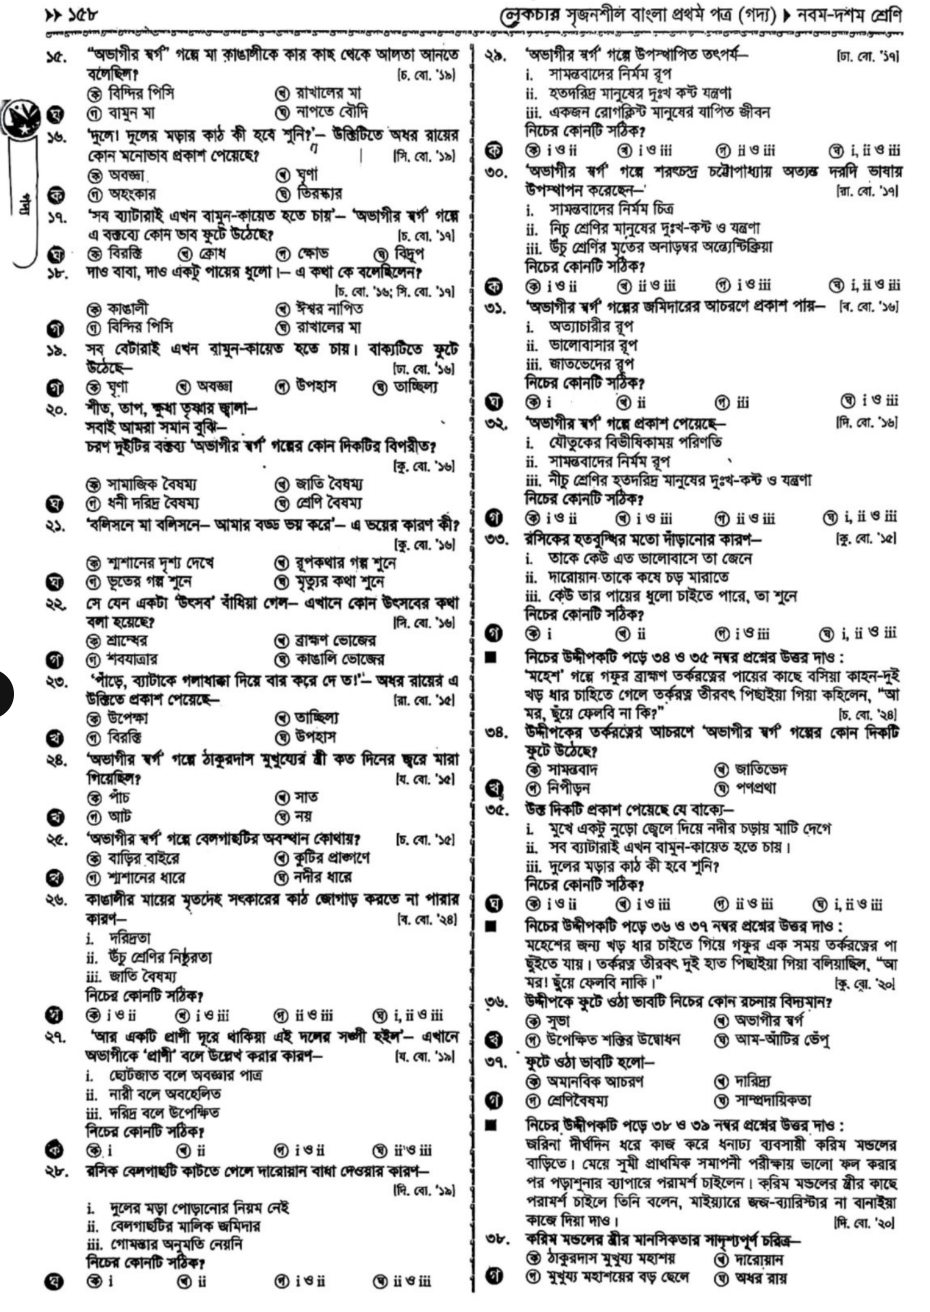 ▶▶ ১৫৮
লেকচার সৃজনশীল বাংলা প্রথম পত্র (গদ্য) ▶ নবম-দশম শ্রেণি
গদ্য
১৫. “অভাগীর স্বর্গ” গল্পে মা কাঙালীকে কার কাছ থেকে আলতা আনতে
বলেছিল? [চ. বো. '১৯]
ক বিন্দির পিসি খ রাখালের মা
ঘ গ বামুন মা ঘ নাপতে বৌদি
১৬. ‘দুলে। দুলের মড়ার কাঠ কী হবে শুনি?’– উক্তিটিতে অধর রায়ের
কোন মনোভাব প্রকাশ পেয়েছে? [সি. বো. '১৯]
ক অবজ্ঞা খ ঘৃণা
ক গ অহংকার ঘ তিরস্কার
১৭. ‘সব ব্যাটারাই এখন বামুন-কায়েত হতে চায়’– ‘অভাগীর স্বর্গ’ গল্পে
এ বক্তব্যে কোন ভাব ফুটে উঠেছে? [চ. বো. '১৭]
ঘ ক বিরক্তি খ ক্রোধ গ ক্ষোভ ঘ বিদ্রূপ
১৮. দাও বাবা, দাও একটু পায়ের ধুলো।– এ কথা কে বলেছিলেন?
[চ. বো. '১৬; সি. বো. '১৭]
ক কাঙালী খ ঈশ্বর নাপিত
গ গ বিন্দির পিসি ঘ রাখালের মা
১৯. সব বেটারাই এখন বামুন-কায়েত হতে চায়। বাক্যটিতে ফুটে
উঠেছে– [ঢা. বো. '১৬]
গ ক ঘৃণা খ অবজ্ঞা গ উপহাস ঘ তাচ্ছিল্য
২০. শীত, তাপ, ক্ষুধা তৃষ্ণার জ্বালা–
সবাই আমরা সমান বুঝি–
চরণ দুইটির বক্তব্য ‘অভাগীর স্বর্গ’ গল্পের কোন দিকটির বিপরীত?
[কু. বো. '১৬]
ক সামাজিক বৈষম্য খ জাতি বৈষম্য
ঘ গ ধনী দরিদ্র বৈষম্য ঘ শ্রেণি বৈষম্য
২১. ‘বলিসনে মা বলিসনে– আমার বড্ড ভয় করে’– এ ভয়ের কারণ কী?
[কু. বো. '১৬]
ক শ্মশানের দৃশ্য দেখে খ রূপকথার গল্প শুনে
ঘ গ ভূতের গল্প শুনে ঘ মৃত্যুর কথা শুনে
২২. সে যেন একটা ‘উৎসব’ বাঁধিয়া গেল– এখানে কোন উৎসবের কথা
বলা হয়েছে? [সি. বো. '১৬]
ক শ্রাদ্ধের খ ব্রাহ্মণ ভোজের
গ গ শবযাত্রার ঘ কাঙালি ভোজের
২৩. ‘পাঁড়ে, ব্যাটাকে গলাধাক্কা দিয়ে বার করে দে ত।’– অধর রায়ের এ
উক্তিতে প্রকাশ পেয়েছে– [রা. বো. '১৫]
ক উপেক্ষা খ তাচ্ছিল্য
খ গ বিরক্তি ঘ উপহাস
২৪. ‘অভাগীর স্বর্গ’ গল্পে ঠাকুরদাস মুখুয্যের স্ত্রী কত দিনের জ্বরে মারা
গিয়েছিল? [য. বো. '১৫]
ক পাঁচ খ সাত
খ গ আট ঘ নয়
২৫. ‘অভাগীর স্বর্গ’ গল্পে বেলগাছটির অবস্থান কোথায়? [চ. বো. '১৫]
ক বাড়ির বাইরে খ কুটির প্রাঙ্গণে
খ গ শ্মশানের ধারে ঘ নদীর ধারে
২৬. কাঙালীর মায়ের মৃতদেহ সৎকারের কাঠ জোগাড় করতে না পারার
কারণ– [ব. বো. '২৪]
i. দরিদ্রতা
ii. উঁচু শ্রেণির নিষ্ঠুরতা
iii. জাতি বৈষম্য
নিচের কোনটি সঠিক?
ক i ও ii খ i ও iii গ ii ও iii ঘ i, ii ও iii
২৭. ‘আর একটি প্রাণী দূরে থাকিয়া এই দলের সঙ্গী হইল’– এখানে
অভাগীকে ‘প্রাণী’ বলে উল্লেখ করার কারণ– [য. বো. '১৯]
i. ছোটজাত বলে অবজ্ঞার পাত্র
ii. নারী বলে অবহেলিত
iii. দরিদ্র বলে উপেক্ষিত
নিচের কোনটি সঠিক?
ক ক i খ ii গ i ও ii ঘ ii ও iii
২৮. রসিক বেলগাছটি কাটতে গেলে দারোয়ান বাধা দেওয়ার কারণ–
[দি. বো. '১৯]
i. দুলের মড়া পোড়ানোর নিয়ম নেই
ii. বেলগাছটির মালিক জমিদার
iii. গোমস্তার অনুমতি নেয়নি
নিচের কোনটি সঠিক?
খ ক i খ ii গ i ও ii ঘ ii ও iii
২৯. ‘অভাগীর স্বর্গ’ গল্পে উপস্থাপিত তৎপর্য– [ঢা. বো. '১৭]
i. সামন্তবাদের নির্মম রূপ
ii. হতদরিদ্র মানুষের দুঃখ কষ্ট যন্ত্রণা
iii. একজন রোগক্লিষ্ট মানুষের যাপিত জীবন
নিচের কোনটি সঠিক?
ক ক i ও ii খ i ও iii গ ii ও iii ঘ i, ii ও iii
৩০. ‘অভাগীর স্বর্গ’ গল্পে শরৎচন্দ্র চট্টোপাধ্যায় অত্যন্ত দরদি ভাষায়
উপস্থাপন করেছেন–’ [রা. বো. '১৭]
i. সামন্তবাদের নির্মম চিত্র
ii. নিচু শ্রেণির মানুষের দুঃখ-কষ্ট ও যন্ত্রণা
iii. উঁচু শ্রেণির মৃতের অনাড়ম্বর অন্ত্যেষ্টিক্রিয়া
নিচের কোনটি সঠিক?
ক ক i ও ii খ ii ও iii গ i ও iii ঘ i, ii ও iii
৩১. ‘অভাগীর স্বর্গ’ গল্পের জমিদারের আচরণে প্রকাশ পায়– [ব. বো. '১৬]
i. অত্যাচারীর রূপ
ii. ভালোবাসার রূপ
iii. জাতভেদের রূপ
নিচের কোনটি সঠিক?
ঘ ক i খ ii গ iii ঘ i ও iii
৩২. ‘অভাগীর স্বর্গ’ গল্পে প্রকাশ পেয়েছে– [দি. বো. '১৬]
i. যৌতুকের বিভীষিকাময় পরিণতি
ii. সামন্তবাদের নির্মম রূপ
iii. নীচু শ্রেণির হতদরিদ্র মানুষের দুঃখ-কষ্ট ও যন্ত্রণা
নিচের কোনটি সঠিক?
গ ক i ও ii খ i ও iii গ ii ও iii ঘ i, ii ও iii
৩৩. রসিকের হতবুদ্ধির মতো দাঁড়ানোর কারণ– [কু. বো. '১৫]
i. তাকে কেউ এত ভালোবাসে তা জেনে
ii. দারোয়ান তাকে কষে চড় মারাতে
iii. কেউ তার পায়ের ধুলো চাইতে পারে, তা শুনে
নিচের কোনটি সঠিক?
গ ক i খ ii গ i ও iii ঘ i, ii ও iii
■ নিচের উদ্দীপকটি পড়ে ৩৪ ও ৩৫ নম্বর প্রশ্নের উত্তর দাও :
‘মহেশ’ গল্পে গফুর ব্রাহ্মণ তর্করত্নের পায়ের কাছে বসিয়া কাহন-দুই
খড় ধার চাহিতে গেলে তর্করত্ন তীরবৎ পিছাইয়া গিয়া কহিলেন, “আ
মর, ছুঁয়ে ফেলবি না কি?” [চ. বো. '২৪]
৩৪. উদ্দীপকের তর্করত্নের আচরণে ‘অভাগীর স্বর্গ’ গল্পের কোন দিকটি
ফুটে উঠেছে?
ক সামন্তবাদ খ জাতিভেদ
খ গ নিপীড়ন ঘ পণপ্রথা
৩৫. উক্ত দিকটি প্রকাশ পেয়েছে যে বাক্যে–
i. মুখে একটু নুড়ো জ্বেলে দিয়ে নদীর চড়ায় মাটি দেগে
ii. সব ব্যাটারাই এখন বামুন-কায়েত হতে চায়।
iii. দুলের মড়ার কাঠ কী হবে শুনি?
নিচের কোনটি সঠিক?
ঘ ক i ও ii খ i ও iii গ ii ও iii ঘ i, ii ও iii
■ নিচের উদ্দীপকটি পড়ে ৩৬ ও ৩৭ নম্বর প্রশ্নের উত্তর দাও :
মহেশের জন্য খড় ধার চাইতে গিয়ে গফুর এক সময় তর্করত্নের পা
ছুঁইতে যায়। তর্করত্ন তীরবৎ দুই হাত পিছাইয়া গিয়া বলিয়াছিল, “আ
মর! ছুঁয়ে ফেলবি নাকি।” [কু. বো. '২০]
৩৬. উদ্দীপকে ফুটে ওঠা ভাবটি নিচের কোন রচনায় বিদ্যমান?
ক সুভা খ অভাগীর স্বর্গ
খ গ উপেক্ষিত শক্তির উদ্বোধন ঘ আম-আঁটির ভেঁপু
৩৭. ফুটে ওঠা ভাবটি হলো–
ক অমানবিক আচরণ খ দারিদ্র্য
গ গ শ্রেণিবৈষম্য ঘ সাম্প্রদায়িকতা
■ নিচের উদ্দীপকটি পড়ে ৩৮ ও ৩৯ নম্বর প্রশ্নের উত্তর দাও :
জরিনা দীর্ঘদিন ধরে কাজ করে ধনাঢ্য ব্যবসায়ী করিম মন্ডলের
বাড়িতে। মেয়ে সুমী প্রাথমিক সমাপনী পরীক্ষায় ভালো ফল করার
পর পড়াশুনার ব্যাপারে পরামর্শ চাইলেন। করিম মন্ডলের স্ত্রীর কাছে
পরামর্শ চাইলে তিনি বলেন, মাইয়্যারে জজ-ব্যারিস্টার না বানাইয়া
কাজে দিয়া দাও। [দি. বো. '২০]
৩৮. করিম মন্ডলের স্ত্রীর মানসিকতার সাদৃশ্যপূর্ণ চরিত্র–
ক ঠাকুরদাস মুখুয্য মহাশয় খ দারোয়ান
গ গ মুখুয্য মহাশয়ের বড় ছেলে ঘ অধর রায়